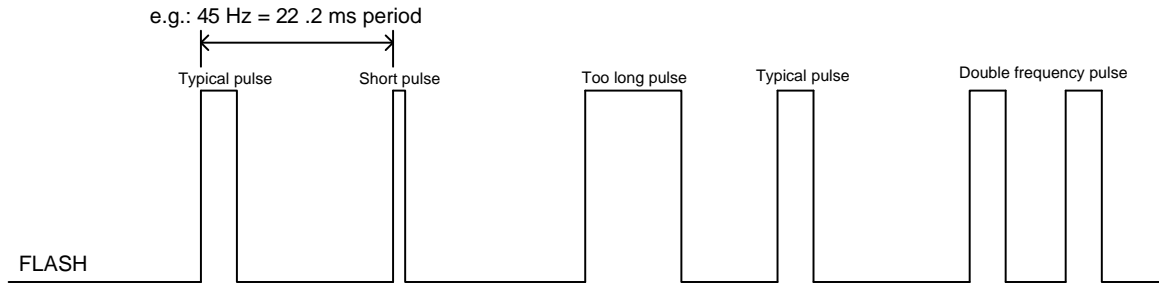 e.g.: 45 Hz = 22 .2 ms period
Typical pulse
Short pulse
Too long pulse
Typical pulse
Double frequency pulse
FLASH